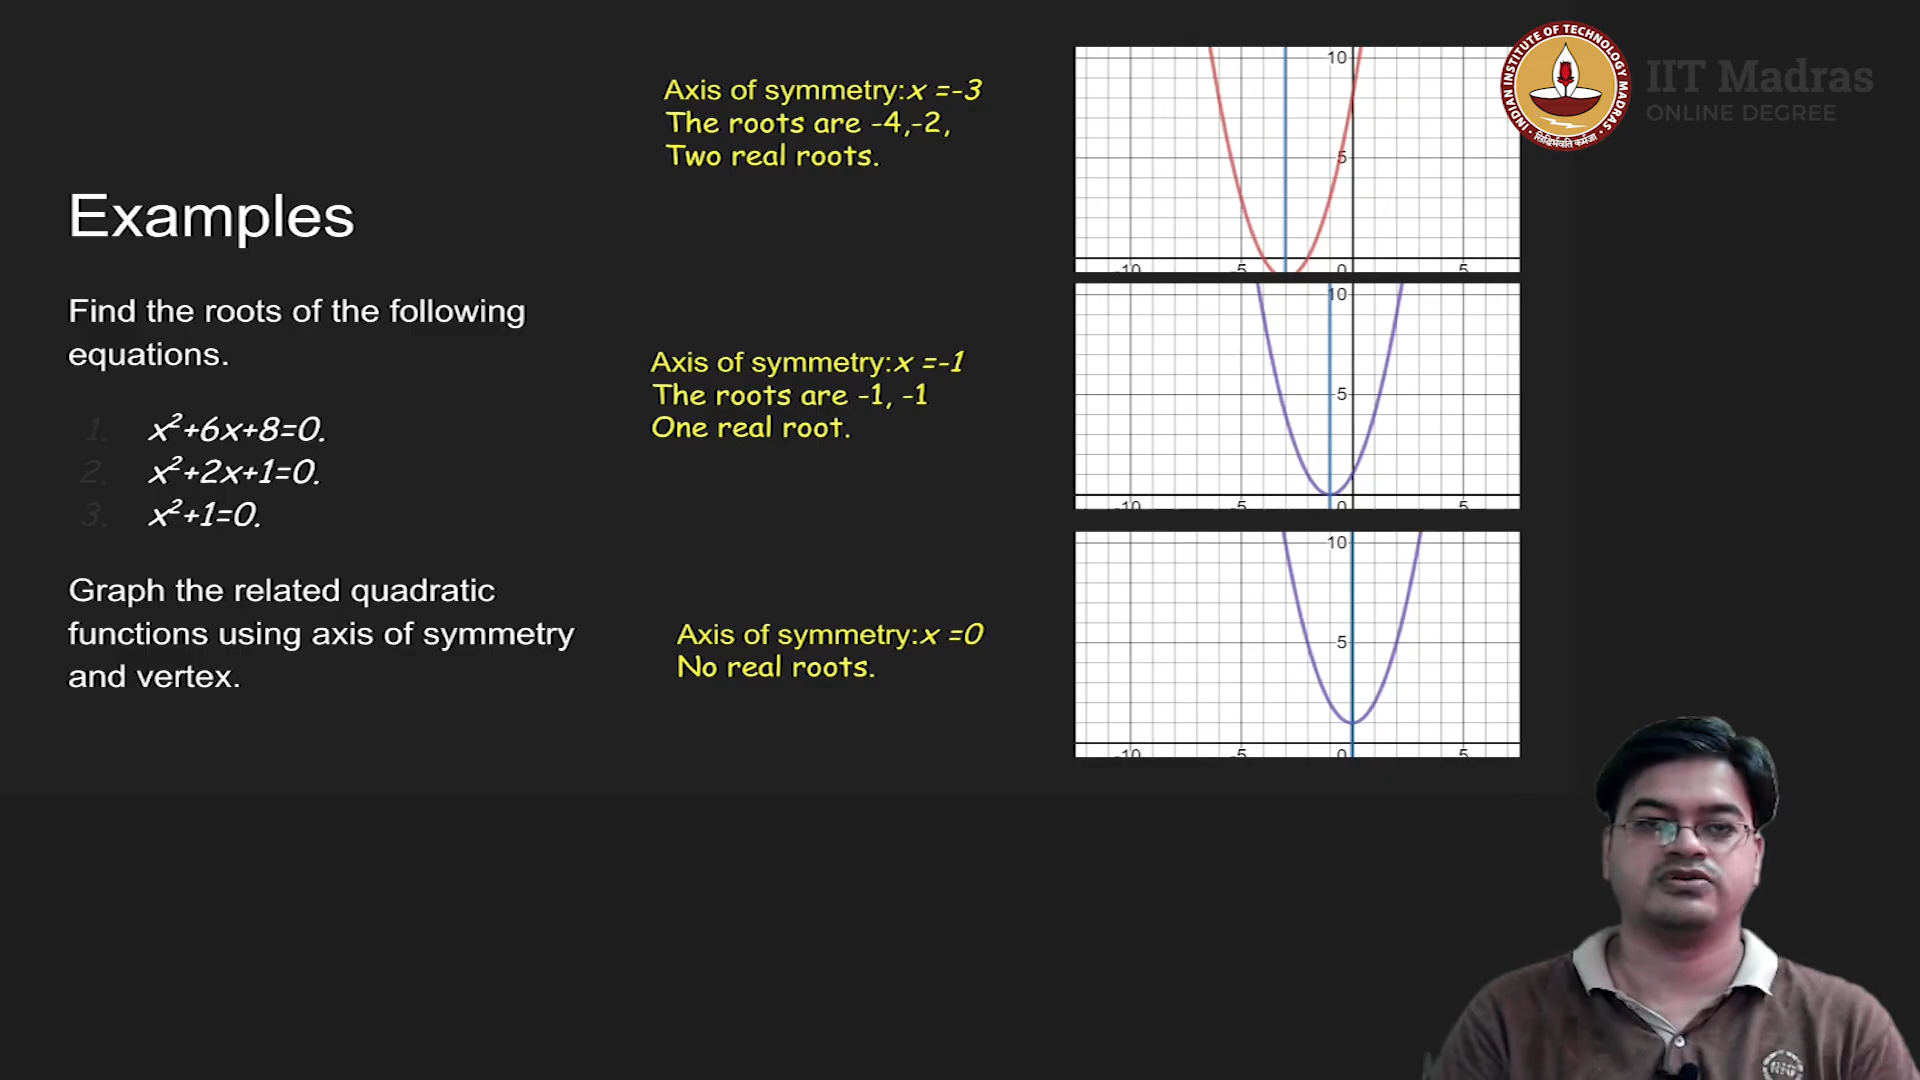 Examples
Find the roots of the following
equations.
1. x²+6x+8=0.
2. x²+2x+1=0.
3. x²+1=0.
Graph the related quadratic
functions using axis of symmetry
and vertex.
Axis of symmetry:x =-3
The roots are -4,-2,
Two real roots.
Axis of symmetry:x =-1
The roots are -1, -1
One real root.
Axis of symmetry:x =0
No real roots.
10
5
-10 -5 0 5
10
5
-10 -5 0 5
10
5
-10 -5 0 5
INDIAN INSTITUTE OF TECHNOLOGY MADRAS
सिद्धिर्भवति कर्मजा
IIT Madras
ONLINE DEGREE